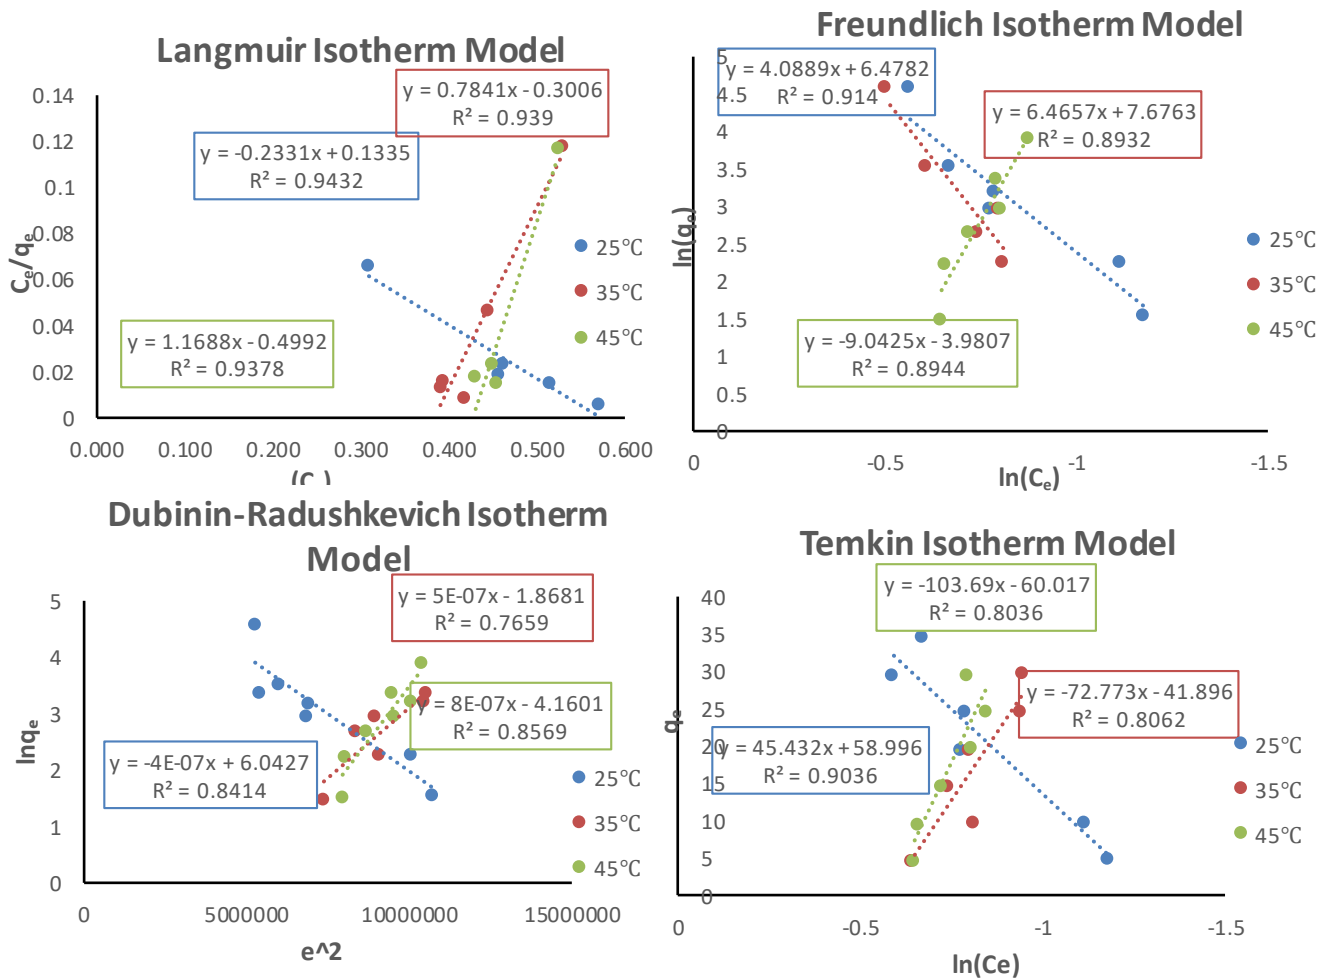 Langmuir Isotherm Model
y = 0.7841x - 0.3006
R² = 0.939
y = -0.2331x + 0.1335
R² = 0.9432
y = 1.1688x - 0.4992
R² = 0.9378
0.14
0.12
0.1
0.08
0.06
0.04
0.02
0
Cₑ/qₑ
0.000
0.100
0.200
0.300
0.400
0.500
0.600
25°C
35°C
45°C
Freundlich Isotherm Model
y = 4.0889x + 6.4782
R² = 0.914
y = 6.4657x + 7.6763
R² = 0.8932
y = -9.0425x - 3.9807
R² = 0.8944
5
4.5
4
3.5
3
2.5
2
1.5
1
0.5
0
ln(qₑ)
0
-0.5
-1
-1.5
ln(Cₑ)
25°C
35°C
45°C
Dubinin-Radushkevich Isotherm
Model
y = 5E-07x - 1.8681
R² = 0.7659
y = 8E-07x - 4.1601
R² = 0.8569
y = -4E-07x + 6.0427
R² = 0.8414
5
4
3
2
1
0
lnqₑ
0
5000000
10000000
15000000
e^2
25°C
35°C
45°C
Temkin Isotherm Model
y = -103.69x - 60.017
R² = 0.8036
y = -72.773x - 41.896
R² = 0.8062
y = 45.432x + 58.996
R² = 0.9036
40
35
30
25
20
15
10
5
0
qₑ
0
-0.5
-1
-1.5
ln(Ce)
25°C
35°C
45°C